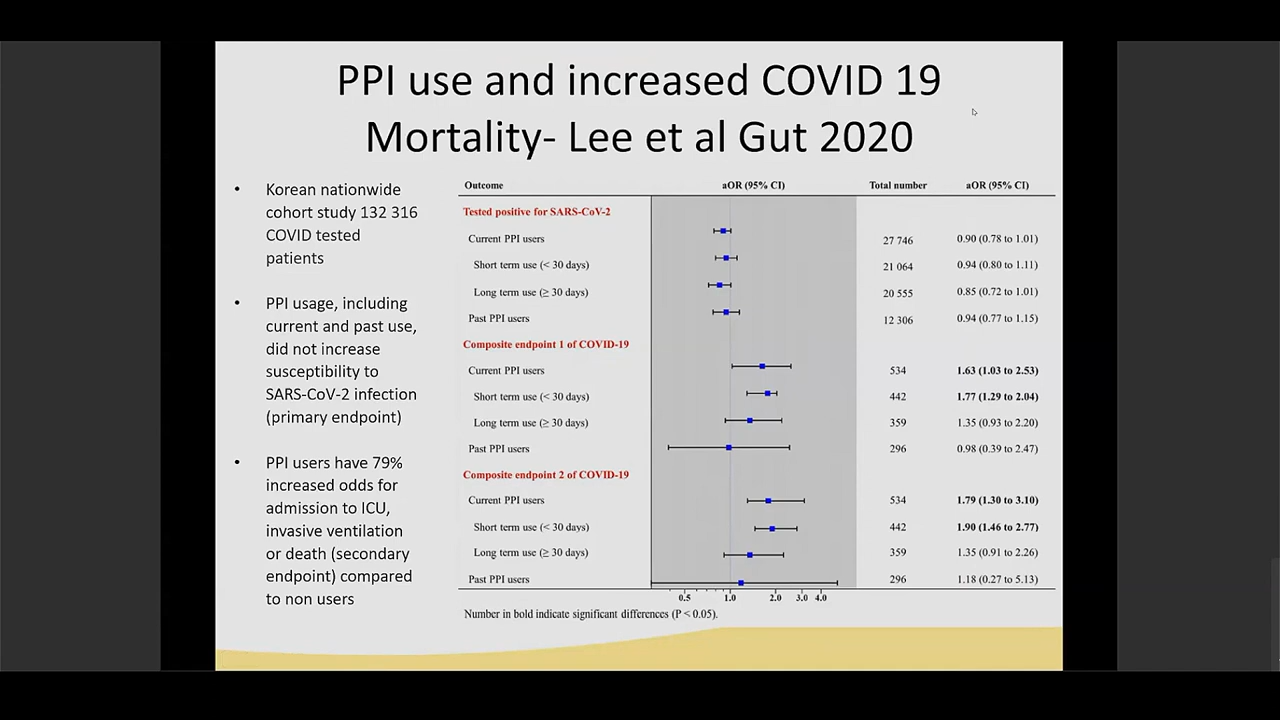 PPI use and increased COVID 19
Mortality- Lee et al Gut 2020
• Korean nationwide
cohort study 132 316
COVID tested
patients
• PPI usage, including
current and past use,
did not increase
susceptibility to
SARS-CoV-2 infection
(primary endpoint)
• PPI users have 79%
increased odds for
admission to ICU,
invasive ventilation
or death (secondary
endpoint) compared
to non users
Outcome aOR (95% CI) Total number aOR (95% CI)
Tested positive for SARS-CoV-2
Current PPI users 27 746 0.90 (0.78 to 1.01)
Short term use (< 30 days) 21 064 0.94 (0.80 to 1.11)
Long term use (≥ 30 days) 20 555 0.85 (0.72 to 1.01)
Past PPI users 12 306 0.94 (0.77 to 1.15)
Composite endpoint 1 of COVID-19
Current PPI users 534 1.63 (1.03 to 2.53)
Short term use (< 30 days) 442 1.77 (1.29 to 2.04)
Long term use (≥ 30 days) 359 1.35 (0.93 to 2.20)
Past PPI users 296 0.98 (0.39 to 2.47)
Composite endpoint 2 of COVID-19
Current PPI users 534 1.79 (1.30 to 3.10)
Short term use (< 30 days) 442 1.90 (1.46 to 2.77)
Long term use (≥ 30 days) 359 1.35 (0.91 to 2.26)
Past PPI users 296 1.18 (0.27 to 5.13)
0.5 1.0 2.0 3.0 4.0
Number in bold indicate significant differences (P < 0.05).